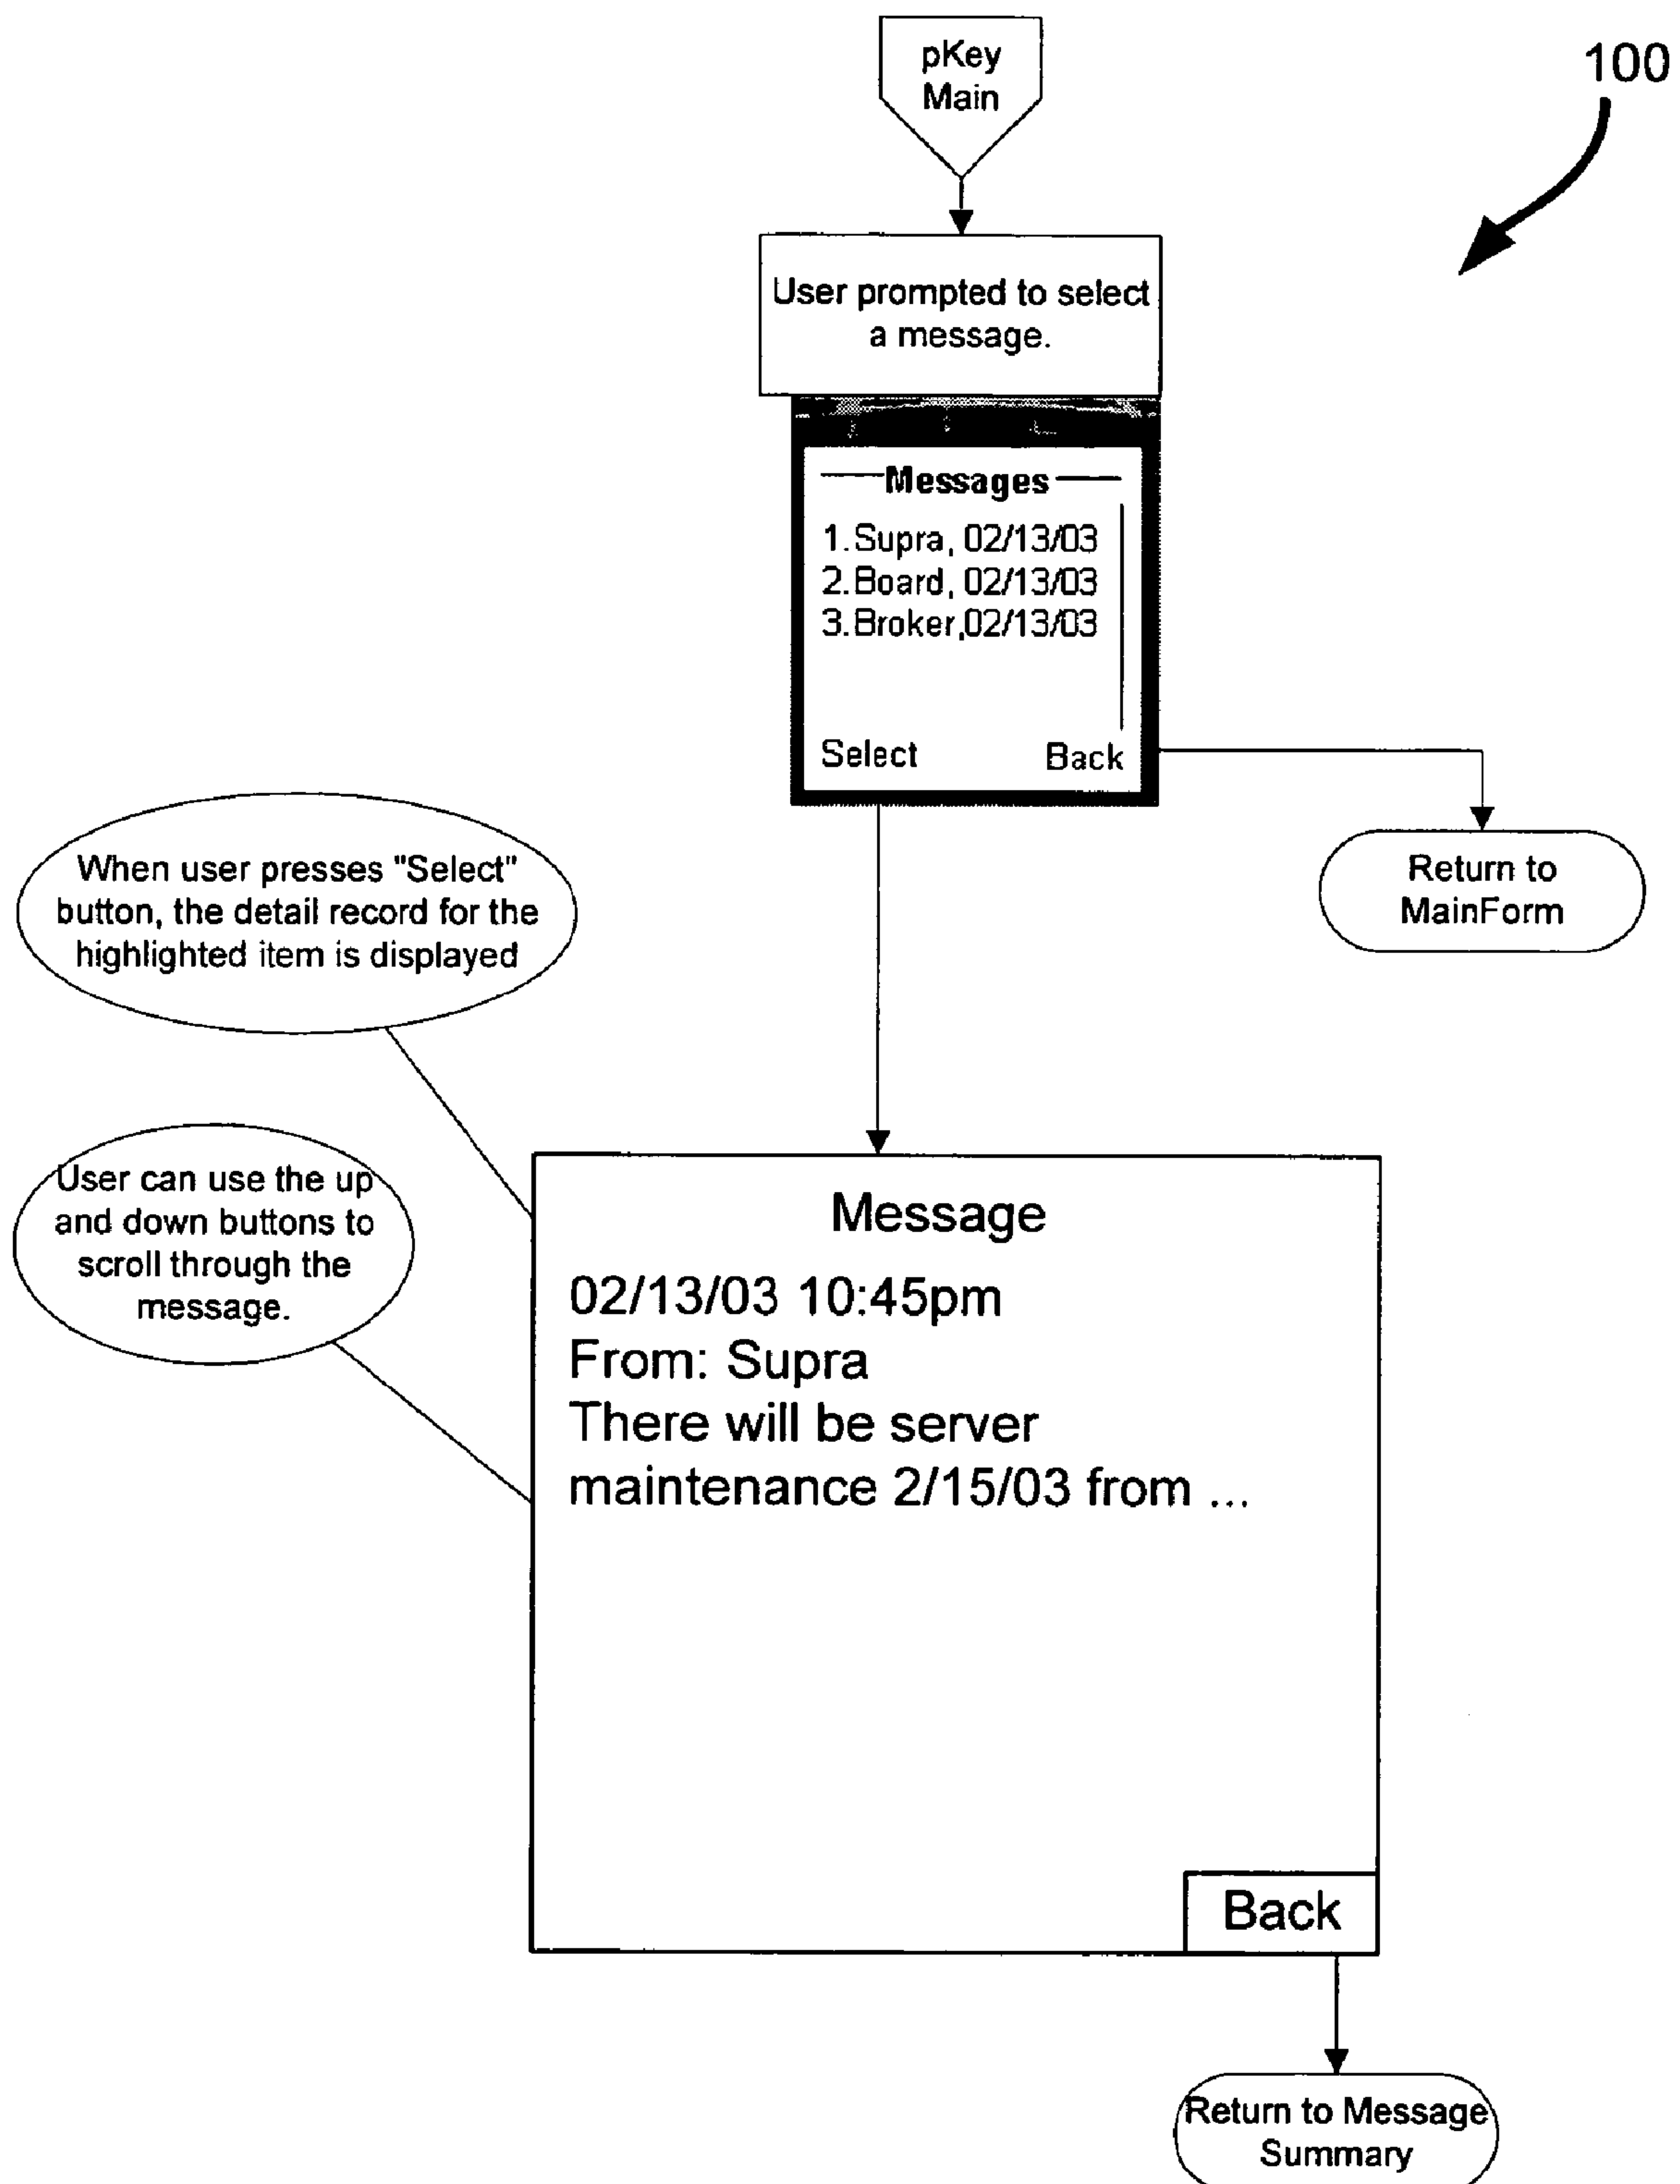 pKey
Main
100
User prompted to select
a message.
Messages
1.Supra, 02/13/03
2.Board, 02/13/03
3.Broker,02/13/03
Select
Back
When user presses "Select"
button, the detail record for the
highlighted item is displayed
Return to
MainForm
User can use the up
and down buttons to
scroll through the
message.
Message
02/13/03 10:45pm
From: Supra
There will be server
maintenance 2/15/03 from ...
Back
Return to Message
Summary